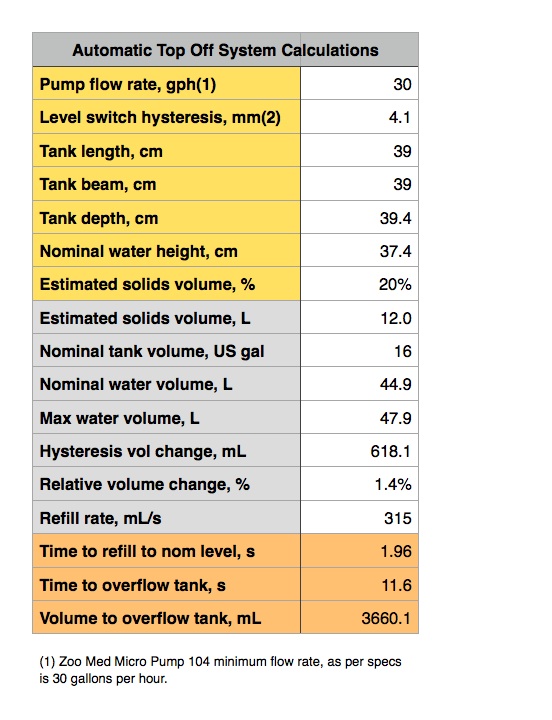 Automatic Top Off System Calculations
Pump flow rate, gph(1) 30
Level switch hysteresis, mm(2) 4.1
Tank length, cm 39
Tank beam, cm 39
Tank depth, cm 39.4
Nominal water height, cm 37.4
Estimated solids volume, % 20%
Estimated solids volume, L 12.0
Nominal tank volume, US gal 16
Nominal water volume, L 44.9
Max water volume, L 47.9
Hysteresis vol change, mL 618.1
Relative volume change, % 1.4%
Refill rate, mL/s 315
Time to refill to nom level, s 1.96
Time to overflow tank, s 11.6
Volume to overflow tank, mL 3660.1
(1) Zoo Med Micro Pump 104 minimum flow rate, as per specs
is 30 gallons per hour.